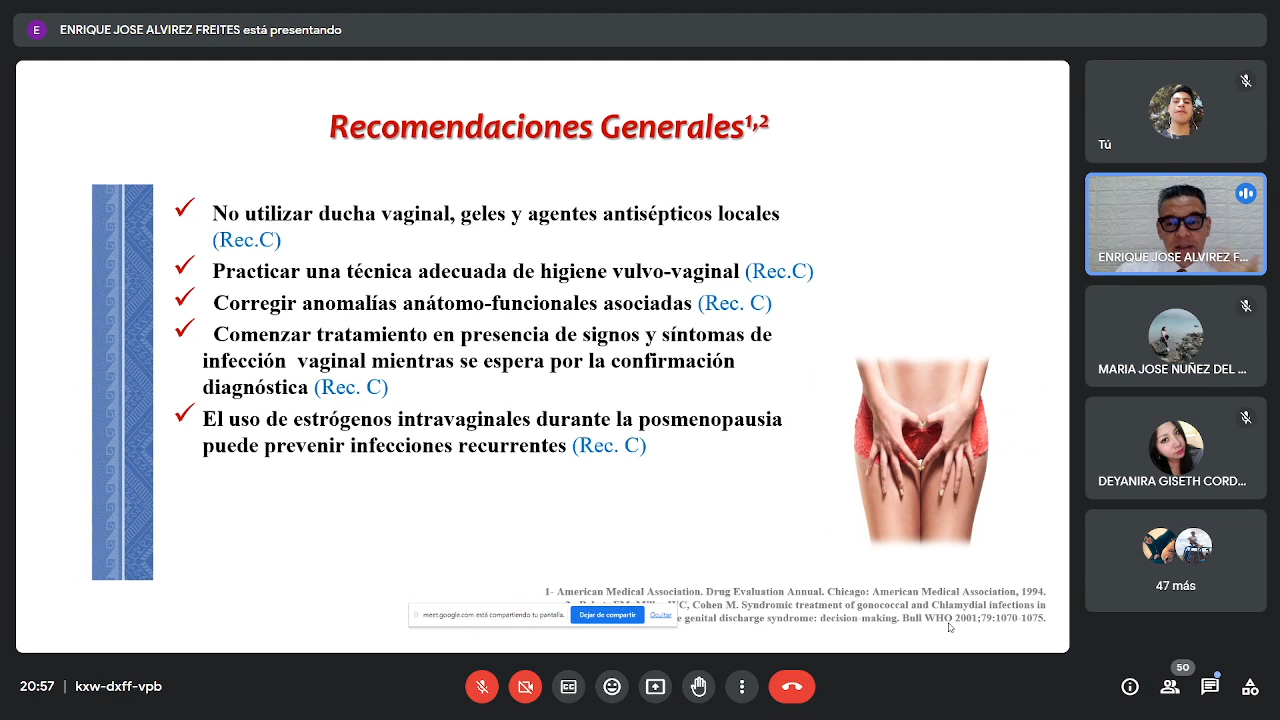 E ENRIQUE JOSE ALVIREZ FREITES está presentando
Recomendaciones Generales1,2
✓ No utilizar ducha vaginal, geles y agentes antisépticos locales
(Rec.C)
✓ Practicar una técnica adecuada de higiene vulvo-vaginal (Rec.C)
✓ Corregir anomalías anátomo-funcionales asociadas (Rec. C)
✓ Comenzar tratamiento en presencia de signos y síntomas de
infección vaginal mientras se espera por la confirmación
diagnóstica (Rec. C)
✓ El uso de estrógenos intravaginales durante la posmenopausia
puede prevenir infecciones recurrentes (Rec. C)
1- American Medical Association. Drug Evaluation Annual. Chicago: American Medical Association, 1994.
Cohen M. Syndromic treatment of gonococcal and Chlamydial infections in
genital discharge syndrome: decision-making. Bull WHO 2001;79:1070-1075.
meet.google.com está compartiendo tu pantalla. Dejar de compartir Ocultar
Tú
ENRIQUE JOSE ALVIREZ F...
MARIA JOSE NUÑEZ DEL ...
DEYANIRA GISETH CORD...
47 más
20:57 | kxw-dxff-vpb
50